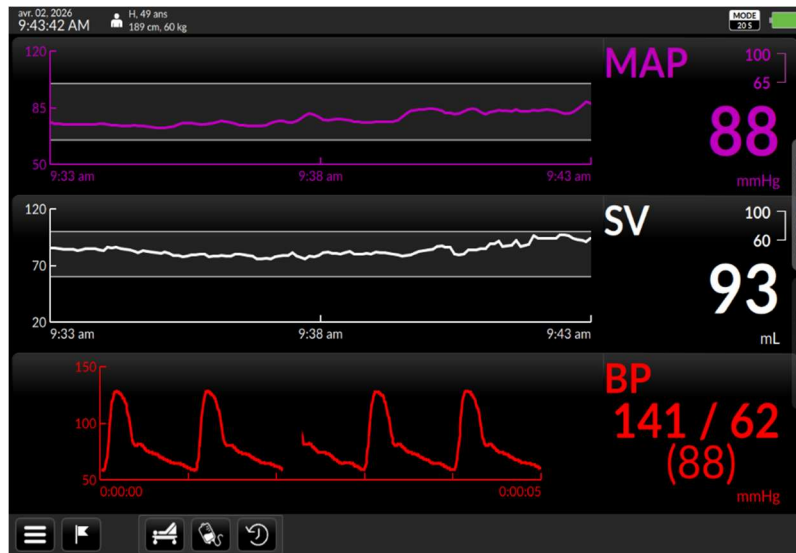 avr. 02, 2026
9:43:42 AM
H, 49 ans
189 cm, 60 kg
MODE
20 S
120
85
50
9:33 am
9:38 am
9:43 am
MAP
100
65
88
mmHg
120
70
20
9:33 am
9:38 am
9:43 am
SV
100
60
93
mL
150
100
50
0:00:00
0:00:05
BP
141 / 62
(88)
mmHg